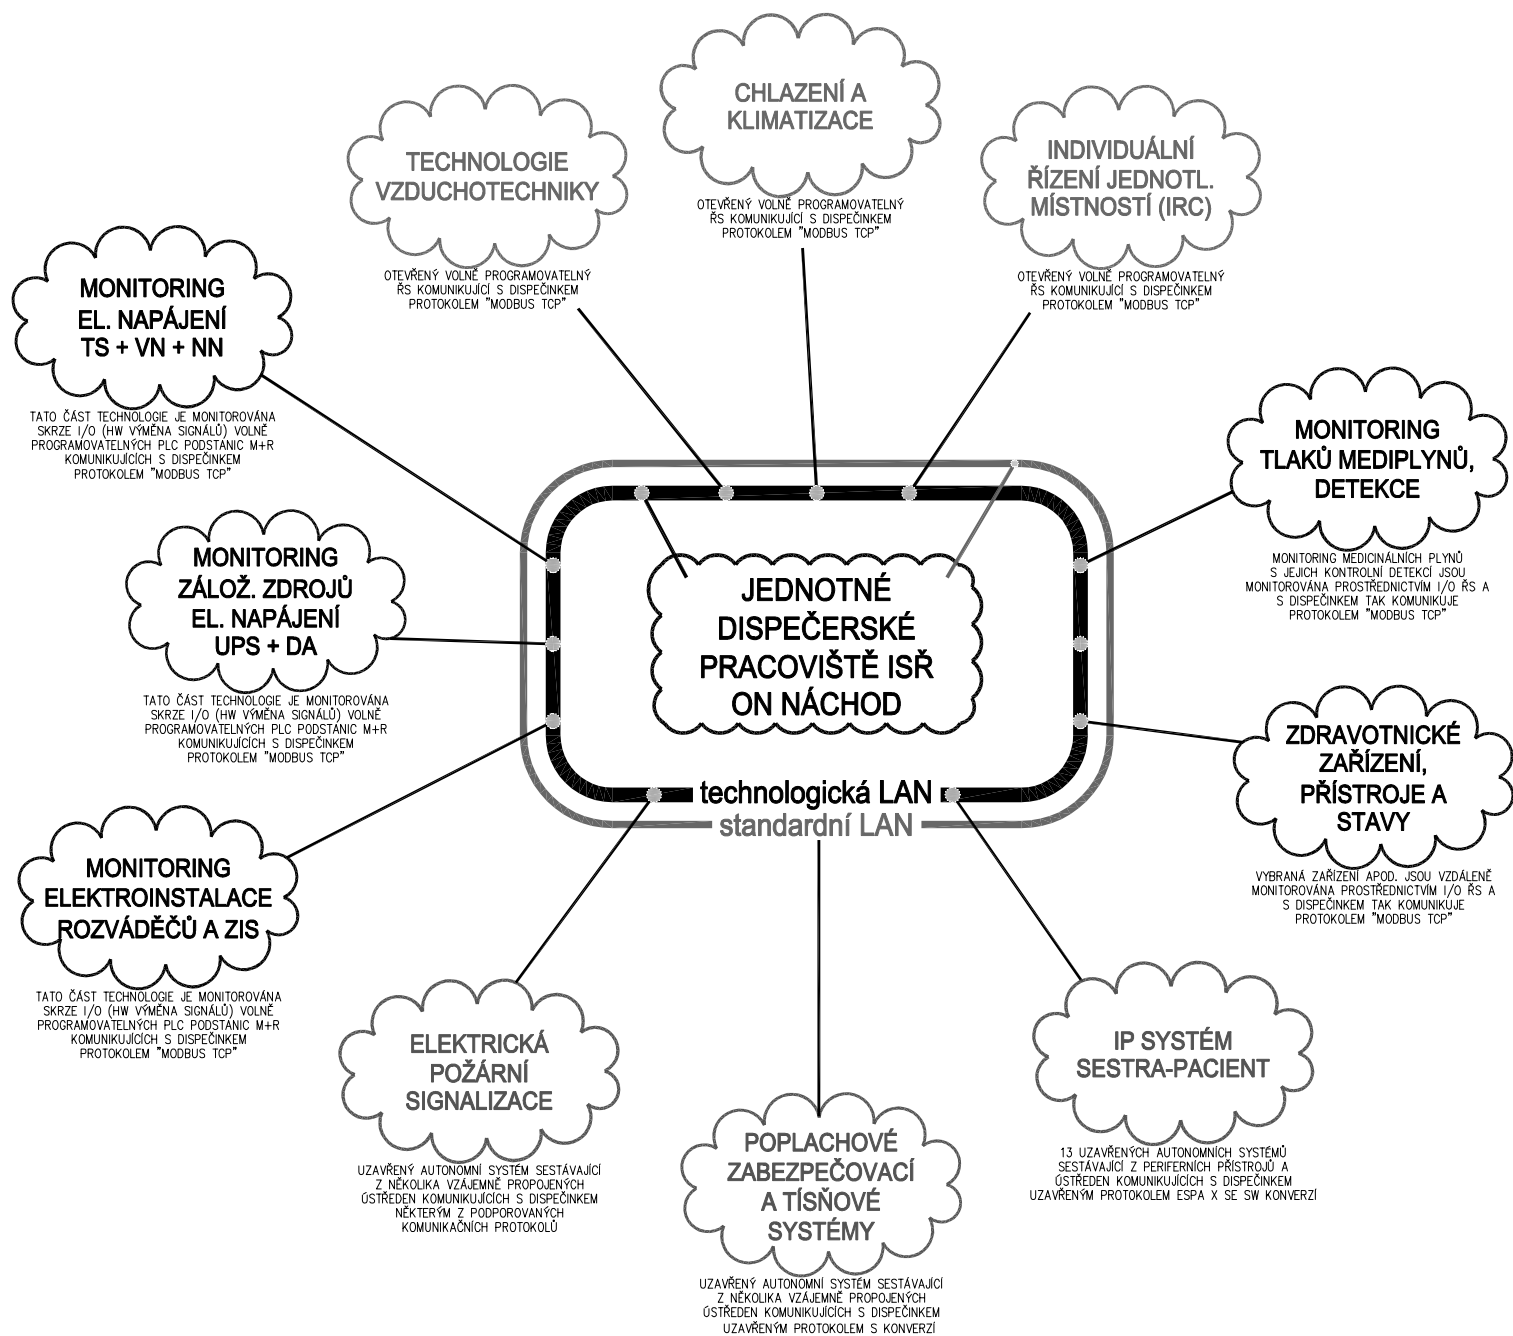 CHLAZENÍ A
KLIMATIZACE
OTEVŘENÝ VOLNĚ PROGRAMOVATELNÝ
ŘS KOMUNIKUJÍCÍ S DISPEČINKEM
PROTOKOLEM "MODBUS TCP"
TECHNOLOGIE
VZDUCHOTECHNIKY
OTEVŘENÝ VOLNĚ PROGRAMOVATELNÝ
ŘS KOMUNIKUJÍCÍ S DISPEČINKEM
PROTOKOLEM "MODBUS TCP"
INDIVIDUÁLNÍ
ŘÍZENÍ JEDNOTL.
MÍSTNOSTÍ (IRC)
OTEVŘENÝ VOLNĚ PROGRAMOVATELNÝ
ŘS KOMUNIKUJÍCÍ S DISPEČINKEM
PROTOKOLEM "MODBUS TCP"
MONITORING
EL. NAPÁJENÍ
TS + VN + NN
TATO ČÁST TECHNOLOGIE JE MONITOROVÁNA
SKRZE I/O (HW VÝMĚNA SIGNÁLŮ) VOLNĚ
PROGRAMOVATELNÝCH PLC PODSTANIC M+R
KOMUNIKUJÍCÍCH S DISPEČINKEM
PROTOKOLEM "MODBUS TCP"
MONITORING
TLAKŮ MEDIPLYNŮ,
DETEKCE
MONITORING MEDICINÁLNÍCH PLYNŮ
S JEJICH KONTROLNÍ DETEKCÍ JSOU
MONITOROVÁNA PROSTŘEDNICTVÍM I/O ŘS A
S DISPEČINKEM TAK KOMUNIKUJE
PROTOKOLEM "MODBUS TCP"
MONITORING
ZÁLOŽ. ZDROJŮ
EL. NAPÁJENÍ
UPS + DA
TATO ČÁST TECHNOLOGIE JE MONITOROVÁNA
SKRZE I/O (HW VÝMĚNA SIGNÁLŮ) VOLNĚ
PROGRAMOVATELNÝCH PLC PODSTANIC M+R
KOMUNIKUJÍCÍCH S DISPEČINKEM
PROTOKOLEM "MODBUS TCP"
JEDNOTNÉ
DISPEČERSKÉ
PRACOVIŠTĚ ISŘ
ON NÁCHOD
technologická LAN
standardní LAN
ZDRAVOTNICKÉ
ZAŘÍZENÍ,
PŘÍSTROJE A
STAVY
VYBRANÁ ZAŘÍZENÍ APOD. JSOU VZDÁLENĚ
MONITOROVÁNA PROSTŘEDNICTVÍM I/O ŘS A
S DISPEČINKEM TAK KOMUNIKUJE
PROTOKOLEM "MODBUS TCP"
MONITORING
ELEKTROINSTALACE
ROZVÁDĚČŮ A ZIS
TATO ČÁST TECHNOLOGIE JE MONITOROVÁNA
SKRZE I/O (HW VÝMĚNA SIGNÁLŮ) VOLNĚ
PROGRAMOVATELNÝCH PLC PODSTANIC M+R
KOMUNIKUJÍCÍCH S DISPEČINKEM
PROTOKOLEM "MODBUS TCP"
ELEKTRICKÁ
POŽÁRNÍ
SIGNALIZACE
UZAVŘENÝ AUTONOMNÍ SYSTÉM SESTÁVAJÍCÍ
Z NĚKOLIKA VZÁJEMNĚ PROPOJENÝCH
ÚSTŘEDEN KOMUNIKUJÍCÍCH S DISPEČINKEM
NĚKTERÝM Z PODPOROVANÝCH
KOMUNIKAČNÍCH PROTOKOLŮ
POPLACHOVÉ
ZABEZPEČOVACÍ
A TÍSŇOVÉ
SYSTÉMY
UZAVŘENÝ AUTONOMNÍ SYSTÉM SESTÁVAJÍCÍ
Z NĚKOLIKA VZÁJEMNĚ PROPOJENÝCH
ÚSTŘEDEN KOMUNIKUJÍCÍCH S DISPEČINKEM
UZAVŘENÝM PROTOKOLEM S KONVERZÍ
IP SYSTÉM
SESTRA-PACIENT
13 UZAVŘENÝCH AUTONOMNÍCH SYSTÉMŮ
SESTÁVAJÍCÍ Z PERIFERNÍCH PŘÍSTROJŮ A
ÚSTŘEDEN KOMUNIKUJÍCÍCH S DISPEČINKEM
UZAVŘENÝM PROTOKOLEM ESPA X SE SW KONVERZÍ